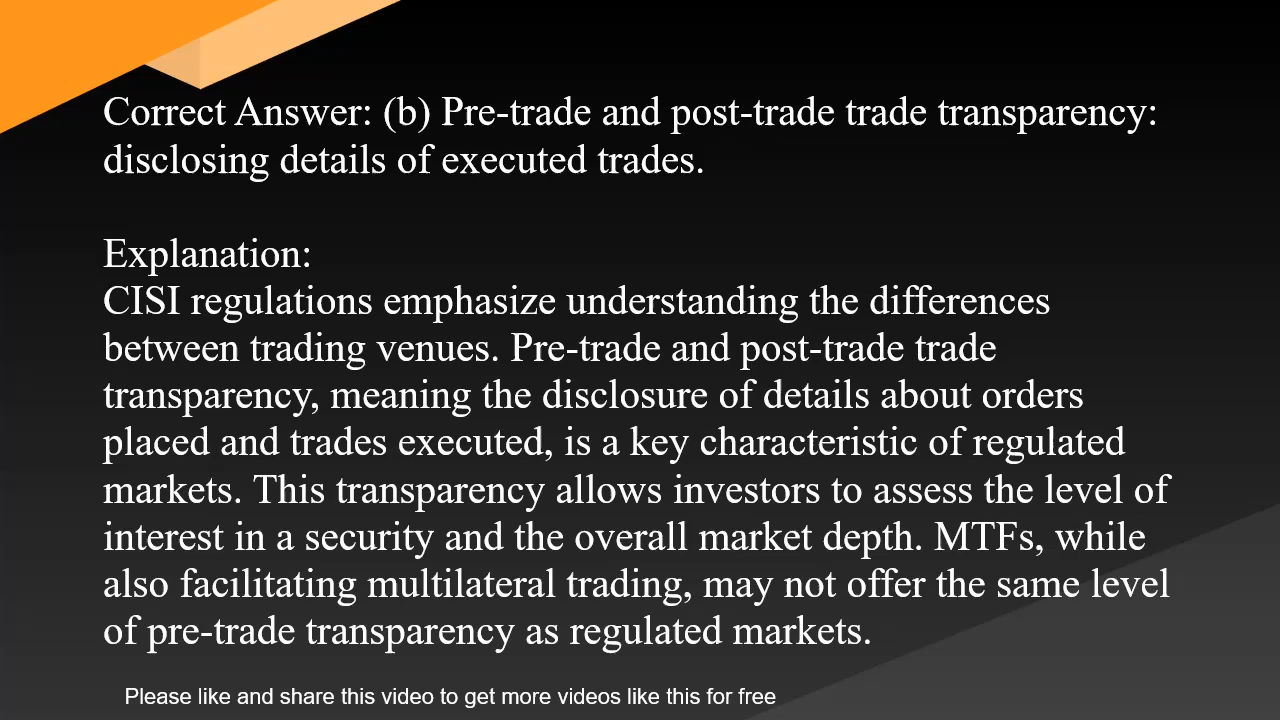 Correct Answer: (b) Pre-trade and post-trade trade transparency:
disclosing details of executed trades.
Explanation:
CISI regulations emphasize understanding the differences
between trading venues. Pre-trade and post-trade trade
transparency, meaning the disclosure of details about orders
placed and trades executed, is a key characteristic of regulated
markets. This transparency allows investors to assess the level of
interest in a security and the overall market depth. MTFs, while
also facilitating multilateral trading, may not offer the same level
of pre-trade transparency as regulated markets.
Please like and share this video to get more videos like this for free